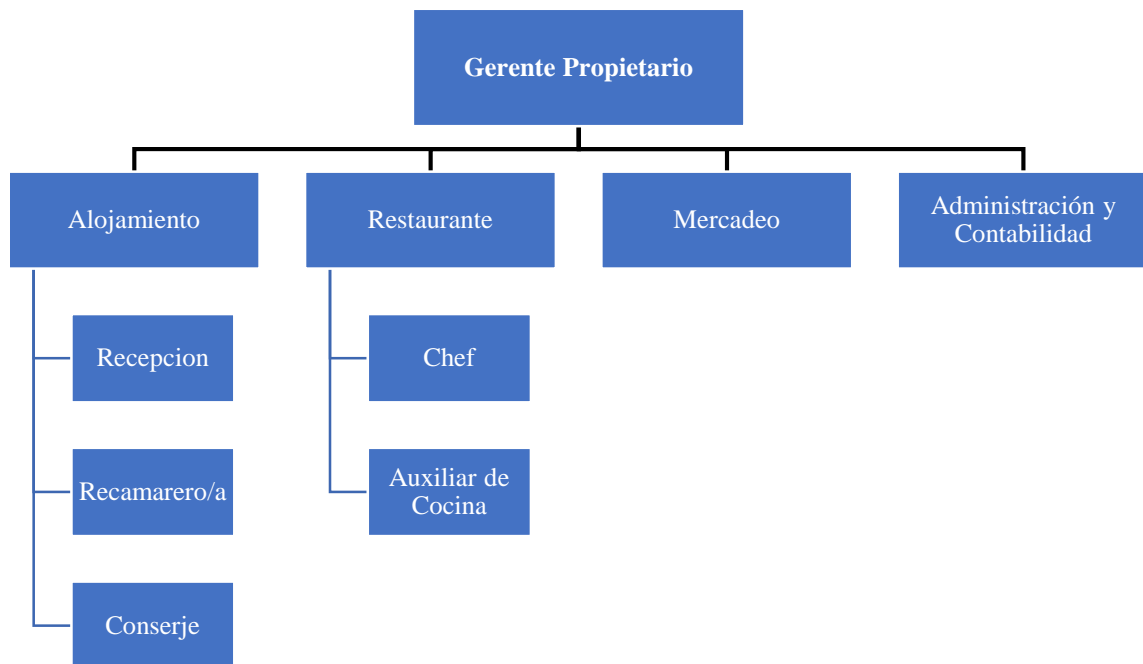 Gerente Propietario
Alojamiento
Restaurante
Mercadeo
Administración y
Contabilidad
Recepcion
Chef
Recamarero/a
Auxiliar de
Cocina
Conserje